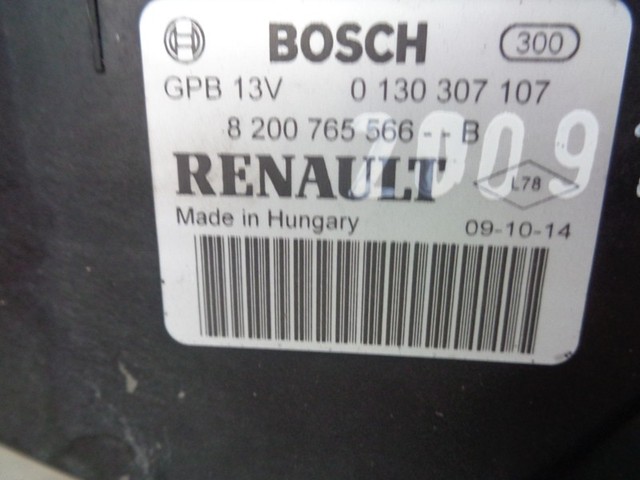 BOSCH 300
GPB 13V 0 130 307 107
8 200 765 566 - - B
2009
RENAULT L78
Made in Hungary 09-10-14